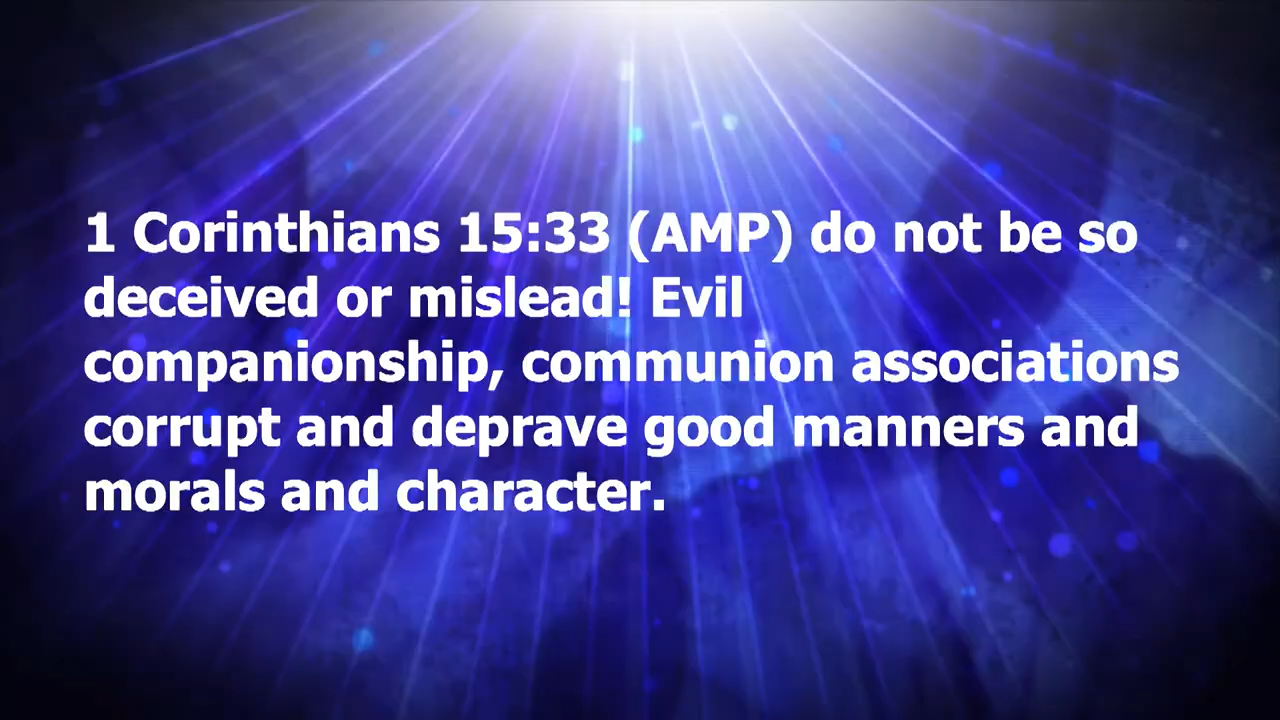 1 Corinthians 15:33 (AMP) do not be so
deceived or mislead! Evil
companionship, communion associations
corrupt and deprave good manners and
morals and character.